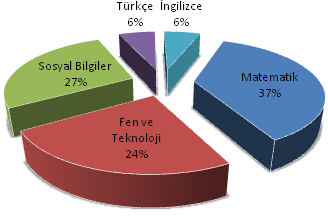 Türkçe
6%
İngilizce
6%
Sosyal Bilgiler
27%
Matematik
37%
Fen ve
Teknoloji
24%